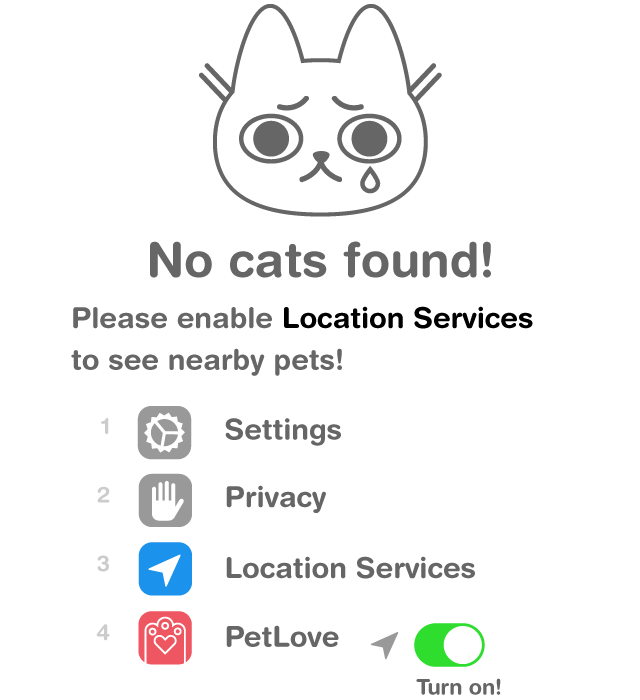 No cats found!
Please enable Location Services
to see nearby pets!
1 Settings
2 Privacy
3 Location Services
4 PetLove
Turn on!